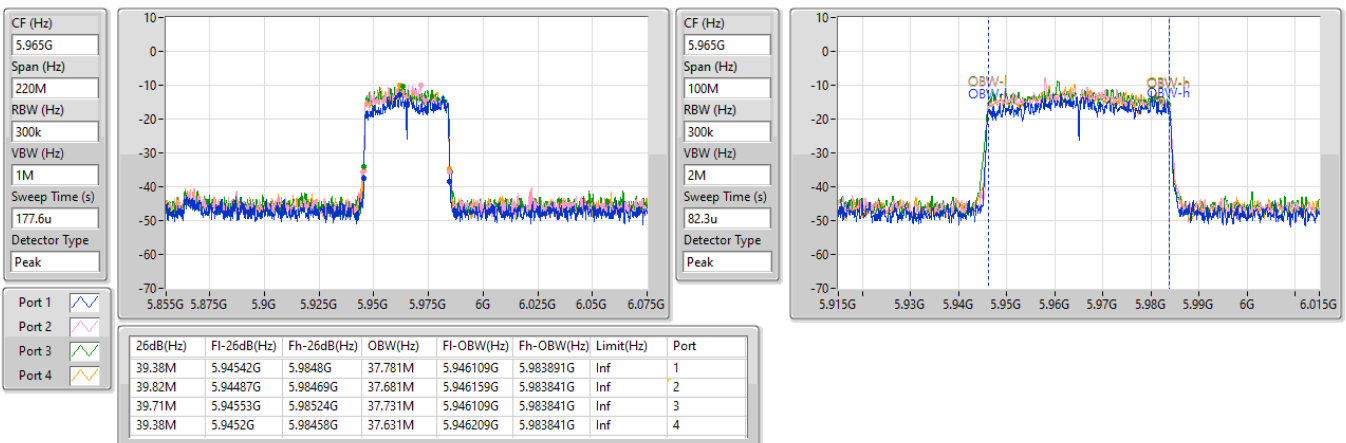 CF (Hz)
5.965G
Span (Hz)
220M
RBW (Hz)
300k
VBW (Hz)
1M
Sweep Time (s)
177.6u
Detector Type
Peak
10
0
-10
-20
-30
-40
-50
-60
-70
5.855G 5.875G 5.9G 5.925G 5.95G 5.975G 6G 6.025G 6.05G 6.075G
CF (Hz)
5.965G
Span (Hz)
100M
RBW (Hz)
300k
VBW (Hz)
2M
Sweep Time (s)
82.3u
Detector Type
Peak
10
0
-10
-20
-30
-40
-50
-60
-70
OBW-l OBW-h
OBW-l OBW-h
5.915G 5.93G 5.94G 5.95G 5.96G 5.97G 5.98G 5.99G 6G 6.015G
Port 1
Port 2
Port 3
Port 4
26dB(Hz) Fl-26dB(Hz) Fh-26dB(Hz) OBW(Hz) Fl-OBW(Hz) Fh-OBW(Hz) Limit(Hz) Port
39.38M 5.94542G 5.9848G 37.781M 5.946109G 5.983891G Inf 1
39.82M 5.94487G 5.98469G 37.681M 5.946159G 5.983841G Inf 2
39.71M 5.94553G 5.98524G 37.731M 5.946109G 5.983841G Inf 3
39.38M 5.9452G 5.98458G 37.631M 5.946209G 5.983841G Inf 4